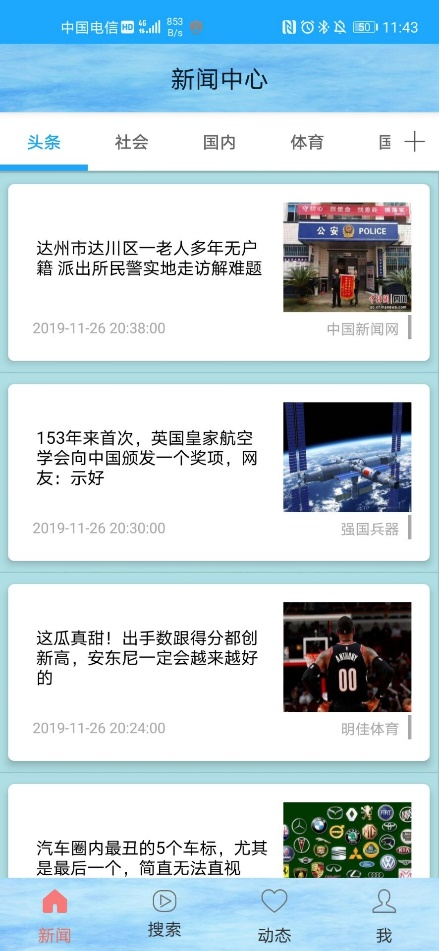 中国电信 HD 4G 853 B/s 50 11:43
新闻中心
头条 社会 国内 体育
达州市达川区一老人多年无户
籍 派出所民警实地走访解难题
公安 POLICE
2019-11-26 20:38:00 中国新闻网
153年来首次，英国皇家航空
学会向中国颁发一个奖项，网
友：示好
2019-11-26 20:30:00 强国兵器
这瓜真甜！出手数跟得分都创
新高，安东尼一定会越来越好
的
ANTHONY
00
2019-11-26 20:24:00 明佳体育
汽车圈内最丑的5个车标，尤其
是最后一个，简直无法直视
新闻 搜索 动态 我